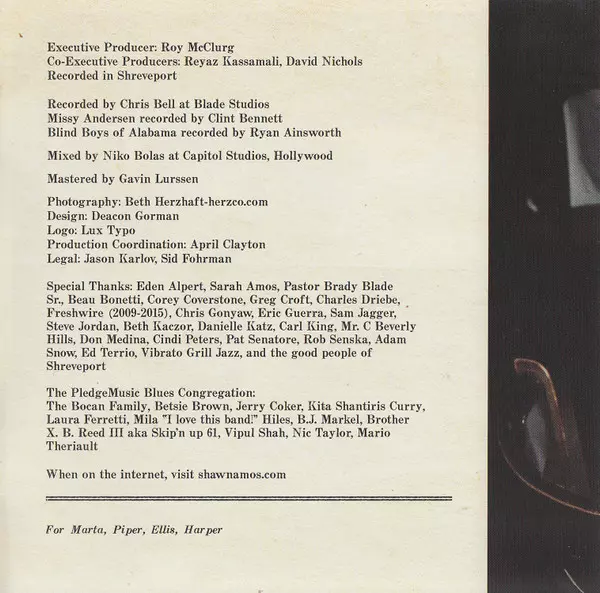 Executive Producer: Roy McClurg
Co-Executive Producers: Reyaz Kassamali, David Nichols
Recorded in Shreveport
Recorded by Chris Bell at Blade Studios
Missy Andersen recorded by Clint Bennett
Blind Boys of Alabama recorded by Ryan Ainsworth
Mixed by Niko Bolas at Capitol Studios, Hollywood
Mastered by Gavin Lurssen
Photography: Beth Herzhaft-herzco.com
Design: Deacon Gorman
Logo: Lux Typo
Production Coordination: April Clayton
Legal: Jason Karlov, Sid Fohrman
Special Thanks: Eden Alpert, Sarah Amos, Pastor Brady Blade
Sr., Beau Bonetti, Corey Coverstone, Greg Croft, Charles Driebe,
Freshwire (2009-2015), Chris Gonyaw, Eric Guerra, Sam Jagger,
Steve Jordan, Beth Kaczor, Danielle Katz, Carl King, Mr. C Beverly
Hills, Don Medina, Cindi Peters, Pat Senatore, Rob Senska, Adam
Snow, Ed Terrio, Vibrato Grill Jazz, and the good people of
Shreveport
The PledgeMusic Blues Congregation:
The Bocan Family, Betsie Brown, Jerry Coker, Kita Shantiris Curry,
Laura Ferretti, Mila "I love this band!" Hiles, B.J. Markel, Brother
X. B. Reed III aka Skip'n up 61, Vipul Shah, Nic Taylor, Mario
Theriault
When on the internet, visit shawnamos.com
For Marta, Piper, Ellis, Harper